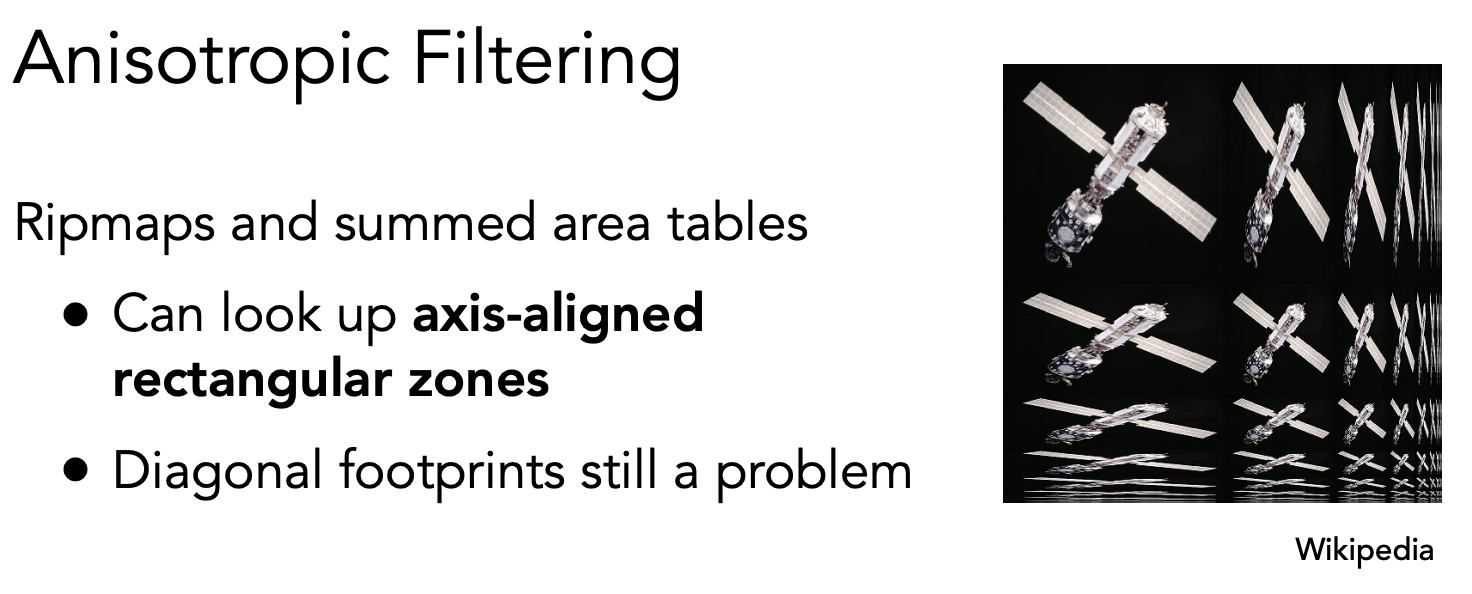 Anisotropic Filtering
Ripmaps and summed area tables
● Can look up axis-aligned
rectangular zones
● Diagonal footprints still a problem
Wikipedia